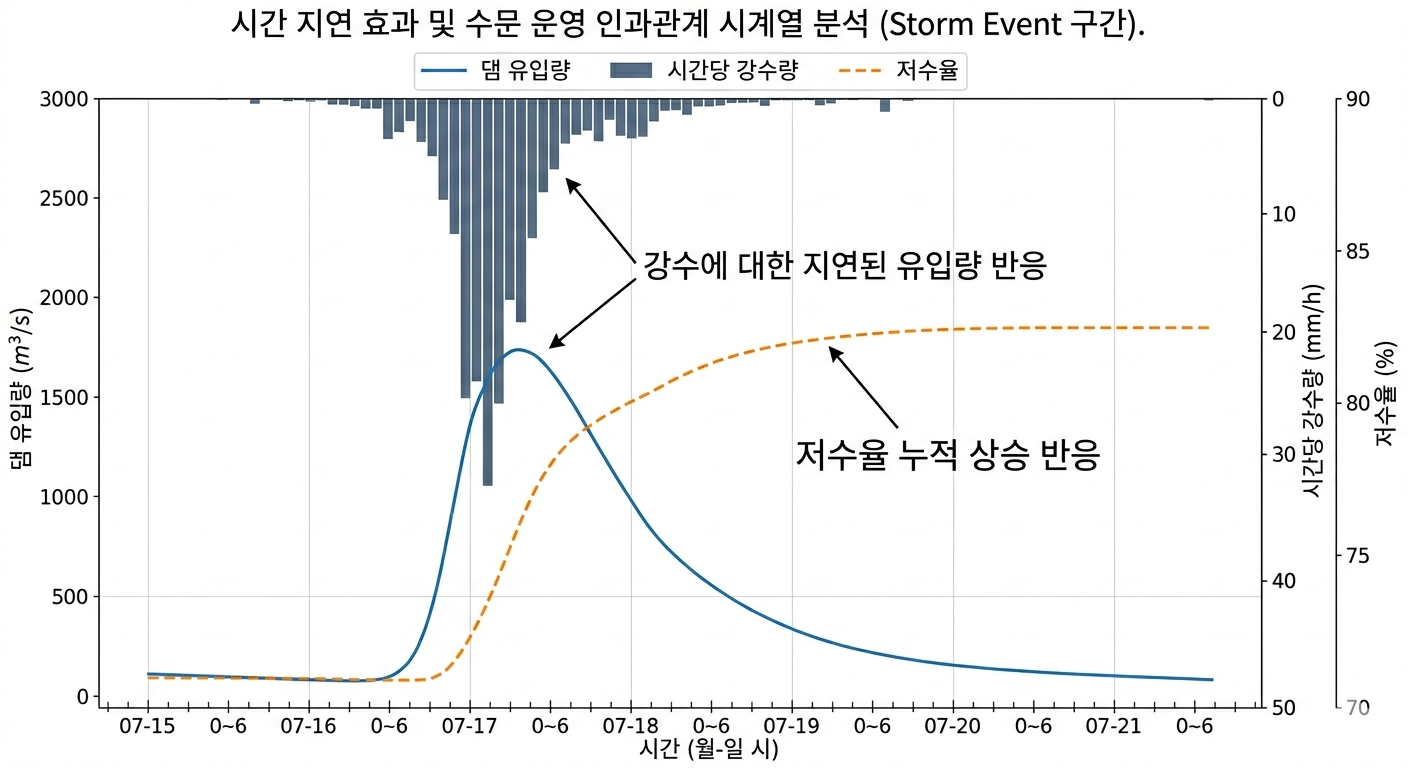 시간 지연 효과 및 수문 운영 인과관계 시계열 분석 (Storm Event 구간).
댐 유입량 시간당 강수량 저수율
3000
2500
2000
1500
1000
500
0
댐 유입량 (m³/s)
강수에 대한 지연된 유입량 반응
저수율 누적 상승 반응
0
10
20
30
40
50
시간당 강수량 (mm/h)
90
85
80
75
70
저수율 (%)
07-15 0~6 07-16 0~6 07-17 0~6 07-18 0~6 07-19 0~6 07-20 0~6 07-21 0~6
시간 (월-일 시)